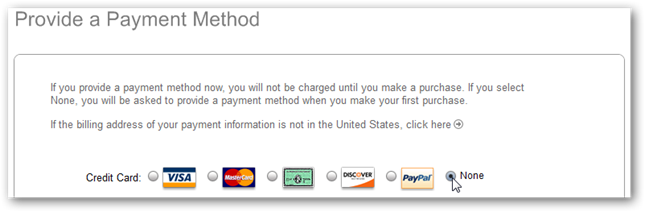 Provide a Payment Method
If you provide a payment method now, you will not be charged until you make a purchase. If you select
None, you will be asked to provide a payment method when you make your first purchase.
If the billing address of your payment information is not in the United States, click here
Credit Card: VISA MasterCard DISCOVER PayPal None